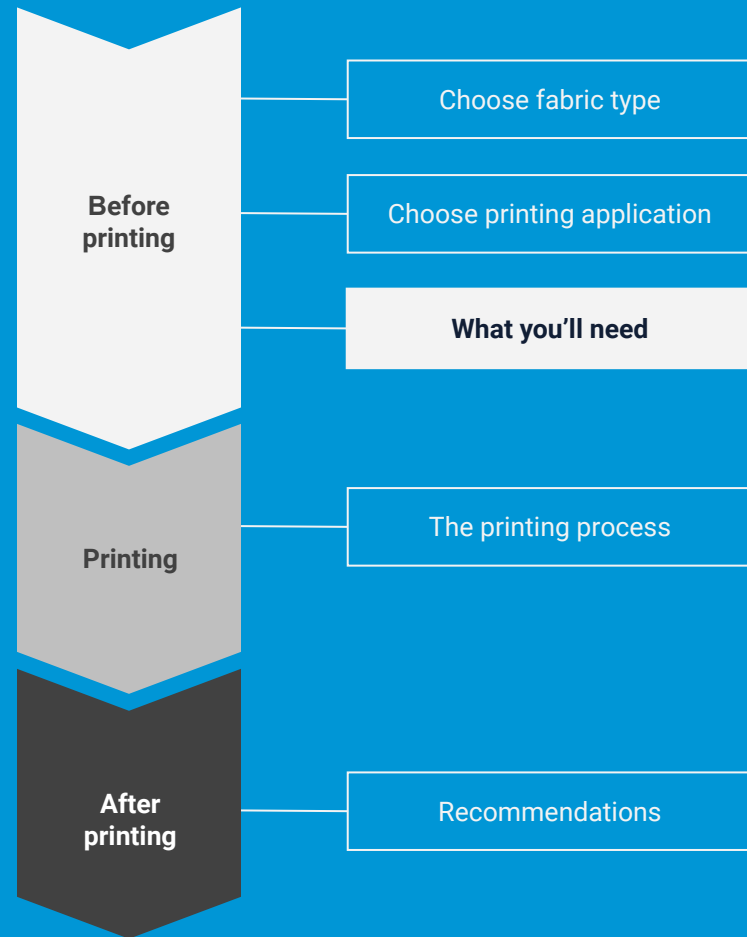 Before
printing
Choose fabric type
Choose printing application
What you’ll need
Printing
The printing process
After
printing
Recommendations